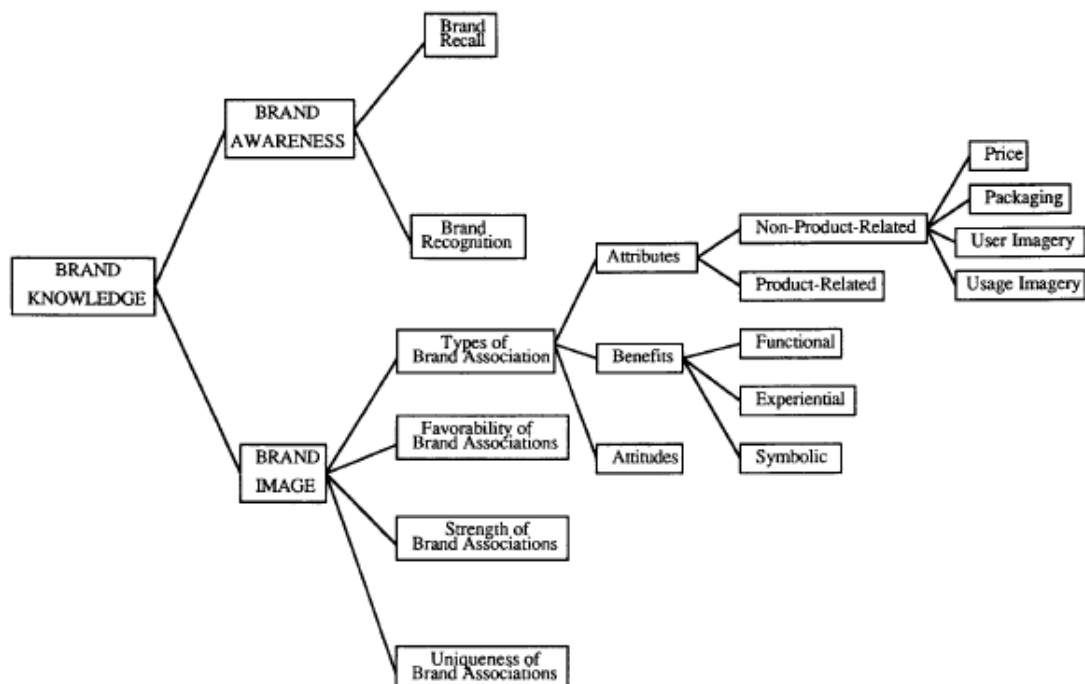 Brand
Recall
BRAND
AWARENESS
Brand
Recognition
BRAND
KNOWLEDGE
BRAND
IMAGE
Types of
Brand Association
Favorability of
Brand Associations
Strength of
Brand Associations
Uniqueness of
Brand Associations
Attributes
Benefits
Attitudes
Non-Product-Related
Product-Related
Functional
Experiential
Symbolic
Price
Packaging
User Imagery
Usage Imagery